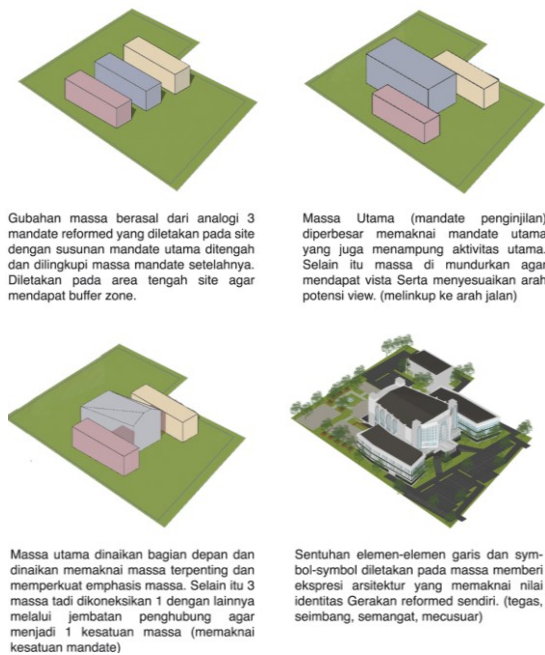 Gubahan massa berasal dari analogi 3
mandate reformed yang diletakan pada site
dengan susunan mandate utama ditengah
dan dilingkupi massa mandate setelahnya.
Diletakan pada area tengah site agar
mendapat buffer zone.
Massa Utama (mandate penginjilan)
diperbesar memaknai mandate utama
yang juga menampung aktivitas utama.
Selain itu massa di mundurkan agar
mendapat vista Serta menyesuaikan arah
potensi view. (melinkup ke arah jalan)
Massa utama dinaikan bagian depan dan
dinaikan memaknai massa terpenting dan
memperkuat emphasis massa. Selain itu 3
massa tadi dikoneksikan 1 dengan lainnya
melalui jembatan penghubung agar
menjadi 1 kesatuan massa (memaknai
kesatuan mandate)
Sentuhan elemen-elemen garis dan sym-
bol-symbol diletakan pada massa memberi
ekspresi arsitektur yang memaknai nilai
identitas Gerakan reformed sendiri. (tegas,
seimbang, semangat, mecusuar)